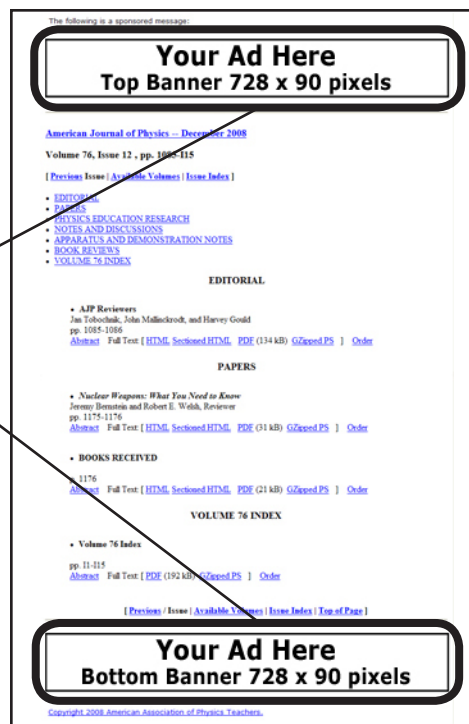 The following is a sponsored message:
Your Ad Here
Top Banner 728 x 90 pixels
American Journal of Physics -- December 2008
Volume 76, Issue 12 , pp. 1085-I15
[ Previous Issue | Available Volumes | Issue Index ]
• EDITORIAL
• PAPERS
• PHYSICS EDUCATION RESEARCH
• NOTES AND DISCUSSIONS
• APPARATUS AND DEMONSTRATION NOTES
• BOOK REVIEWS
• VOLUME 76 INDEX
EDITORIAL
• AJP Reviewers
Jan Tobochnik, John Mallinckrodt, and Harvey Gould
pp. 1085-1086
Abstract Full Text: [ HTML Sectioned HTML PDF (134 kB) GZipped PS ] Order
PAPERS
• Nuclear Weapons: What You Need to Know
Jeremy Bernstein and Robert E. Welsh, Reviewer
pp. 1175-1176
Abstract Full Text: [ HTML Sectioned HTML PDF (31 kB) GZipped PS ] Order
• BOOKS RECEIVED
p. 1176
Abstract Full Text: [ HTML Sectioned HTML PDF (21 kB) GZipped PS ] Order
VOLUME 76 INDEX
• Volume 76 Index
pp. I1-I15
Abstract Full Text: [ PDF (192 kB) GZipped PS ] Order
[ Previous / Issue | Available Volumes | Issue Index | Top of Page ]
Your Ad Here
Bottom Banner 728 x 90 pixels
Copyright 2008 American Association of Physics Teachers.